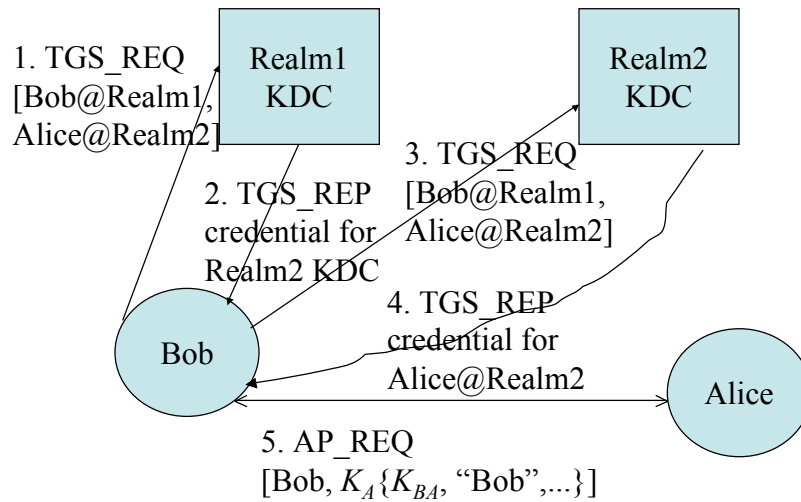 1. TGS_REQ
[Bob@Realm1,
Alice@Realm2]
Realm1
KDC
Realm2
KDC
2. TGS_REP
credential for
Realm2 KDC
3. TGS_REQ
[Bob@Realm1,
Alice@Realm2]
4. TGS_REP
credential for
Alice@Realm2
Bob
Alice
5. AP_REQ
[Bob, K_A{K_BA, “Bob”,...}]